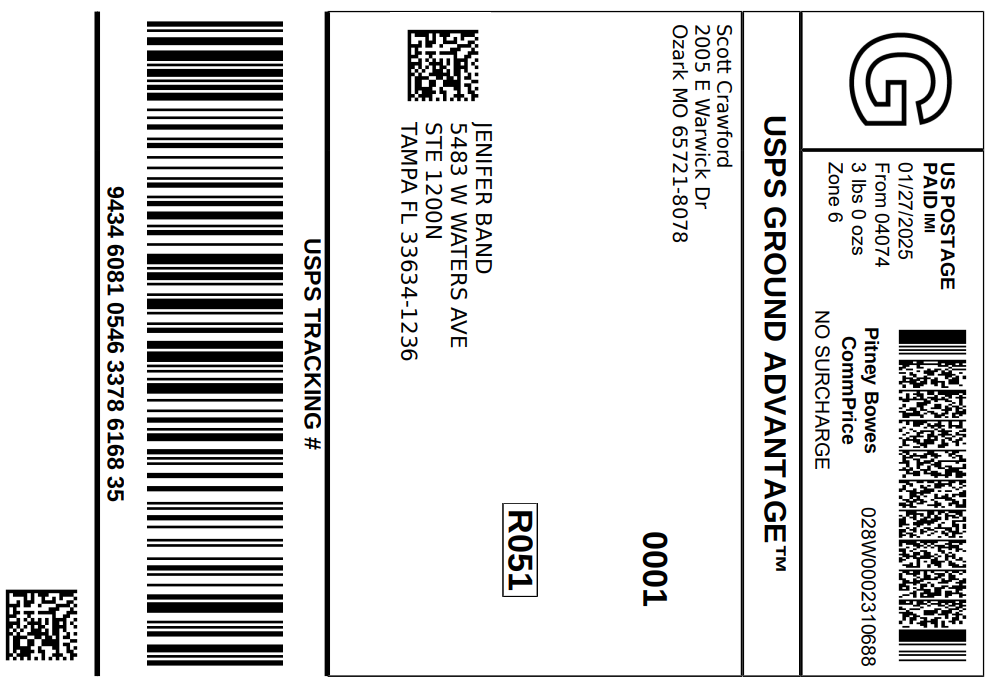 G
US POSTAGE
PAID IMI
01/27/2025
From 04074
3 lbs 0 ozs
Zone 6
Pitney Bowes
CommPrice
NO SURCHARGE
028W0002310688
USPS GROUND ADVANTAGE™
Scott Crawford
2005 E Warwick Dr
Ozark MO 65721-8078
0001
R051
JENIFER BAND
5483 W WATERS AVE
STE 1200N
TAMPA FL 33634-1236
USPS TRACKING #
9434 6081 0546 3378 6168 35